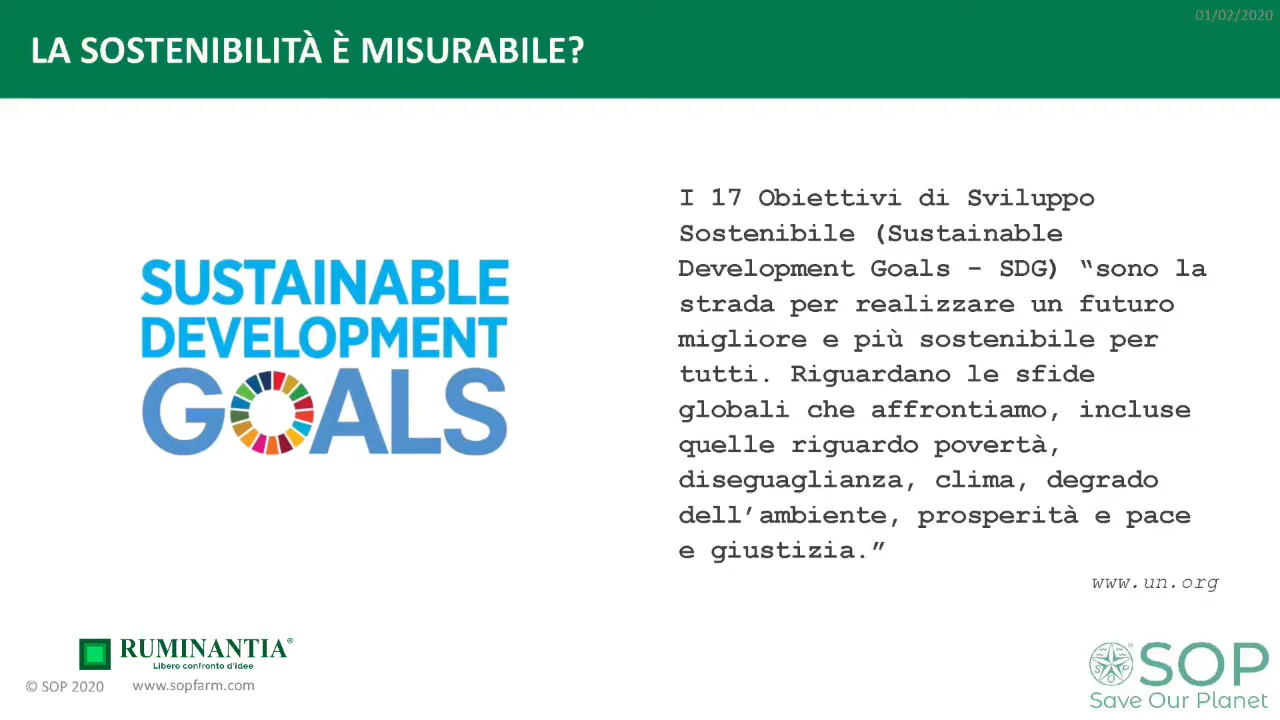 01/02/2020
LA SOSTENIBILITÀ È MISURABILE?
SUSTAINABLE
DEVELOPMENT
GOALS
I 17 Obiettivi di Sviluppo
Sostenibile (Sustainable
Development Goals – SDG) “sono la
strada per realizzare un futuro
migliore e più sostenibile per
tutti. Riguardano le sfide
globali che affrontiamo, incluse
quelle riguardo povertà,
diseguaglianza, clima, degrado
dell’ambiente, prosperità e pace
e giustizia.”
www.un.org
RUMINANTIA®
Libero confronto d'idee
© SOP 2020 www.sopfarm.com
SOP
SOP
Save Our Planet